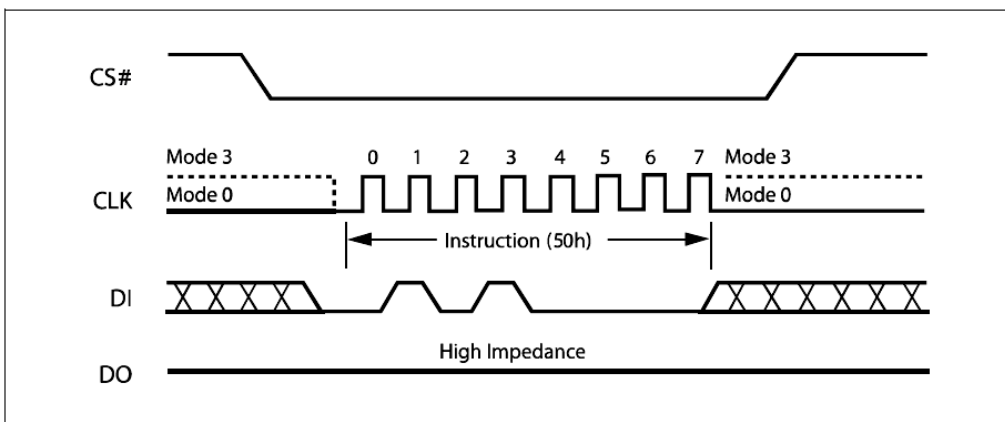 CS#
Mode 3 0 1 2 3 4 5 6 7 Mode 3
CLK Mode 0 Mode 0
Instruction (50h)
DI
High Impedance
DO